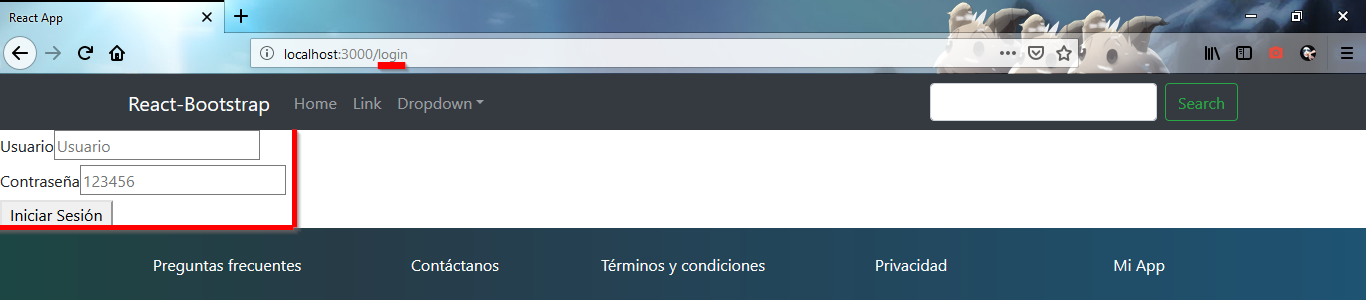 React App
localhost:3000/login
React-Bootstrap Home Link Dropdown Search
Usuario Usuario
Contraseña 123456
Iniciar Sesión
Preguntas frecuentes Contáctanos Términos y condiciones Privacidad Mi App